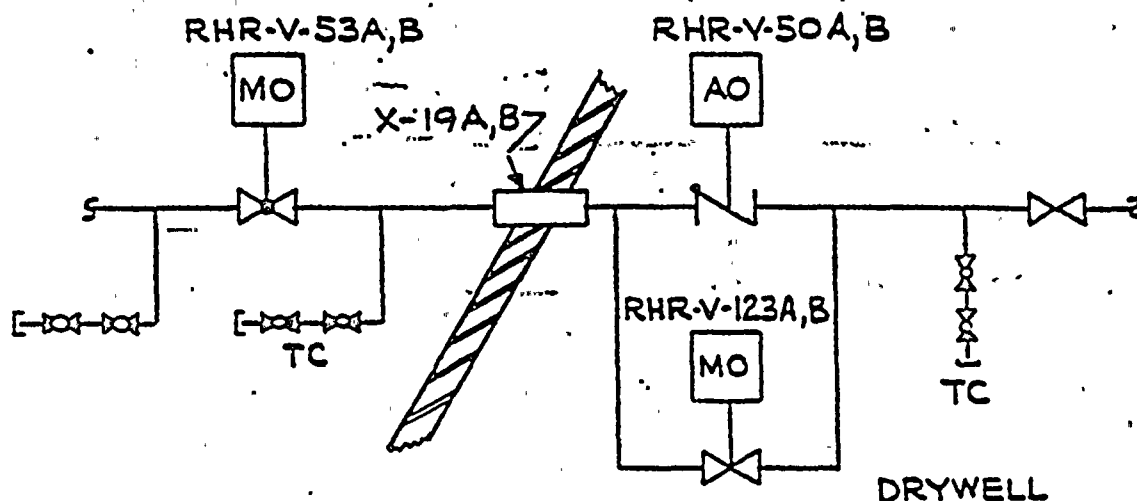 RHR-V-53A,B
RHR-V-50A,B
MO
AO
X-19A,B
RHR-V-123A,B
MO
TC
TC
DRYWELL